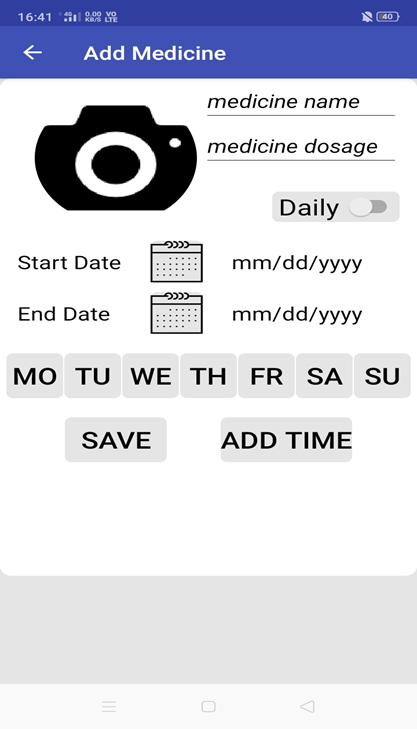 16:41 4G 0.00 KB/S VO LTE 40
Add Medicine
medicine name
medicine dosage
Daily
Start Date mm/dd/yyyy
End Date mm/dd/yyyy
MO TU WE TH FR SA SU
SAVE ADD TIME